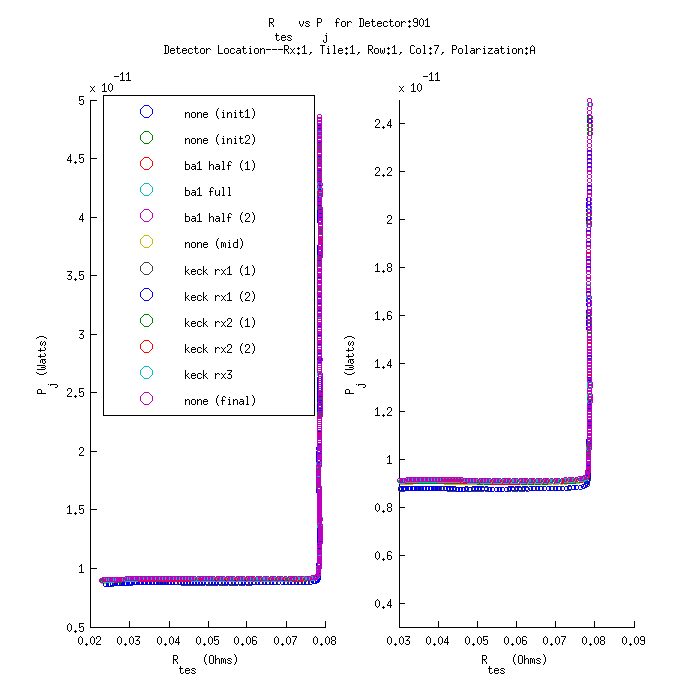 R_tes vs P_j for Detector:901
Detector Location---Rx:1, Tile:1, Row:1, Col:7, Polarization:A
x 10^-11
5
4.5
4
3.5
3
2.5
2
1.5
1
0.5
P_j (Watts)
0.02 0.03 0.04 0.05 0.06 0.07 0.08
R_tes (Ohms)
none (init1)
none (init2)
ba1 half (1)
ba1 full
ba1 half (2)
none (mid)
keck rx1 (1)
keck rx1 (2)
keck rx2 (1)
keck rx2 (2)
keck rx3
none (final)
x 10^-11
2.4
2.2
2
1.8
1.6
1.4
1.2
1
0.8
0.6
0.4
P_j (Watts)
0.03 0.04 0.05 0.06 0.07 0.08 0.09
R_tes (Ohms)